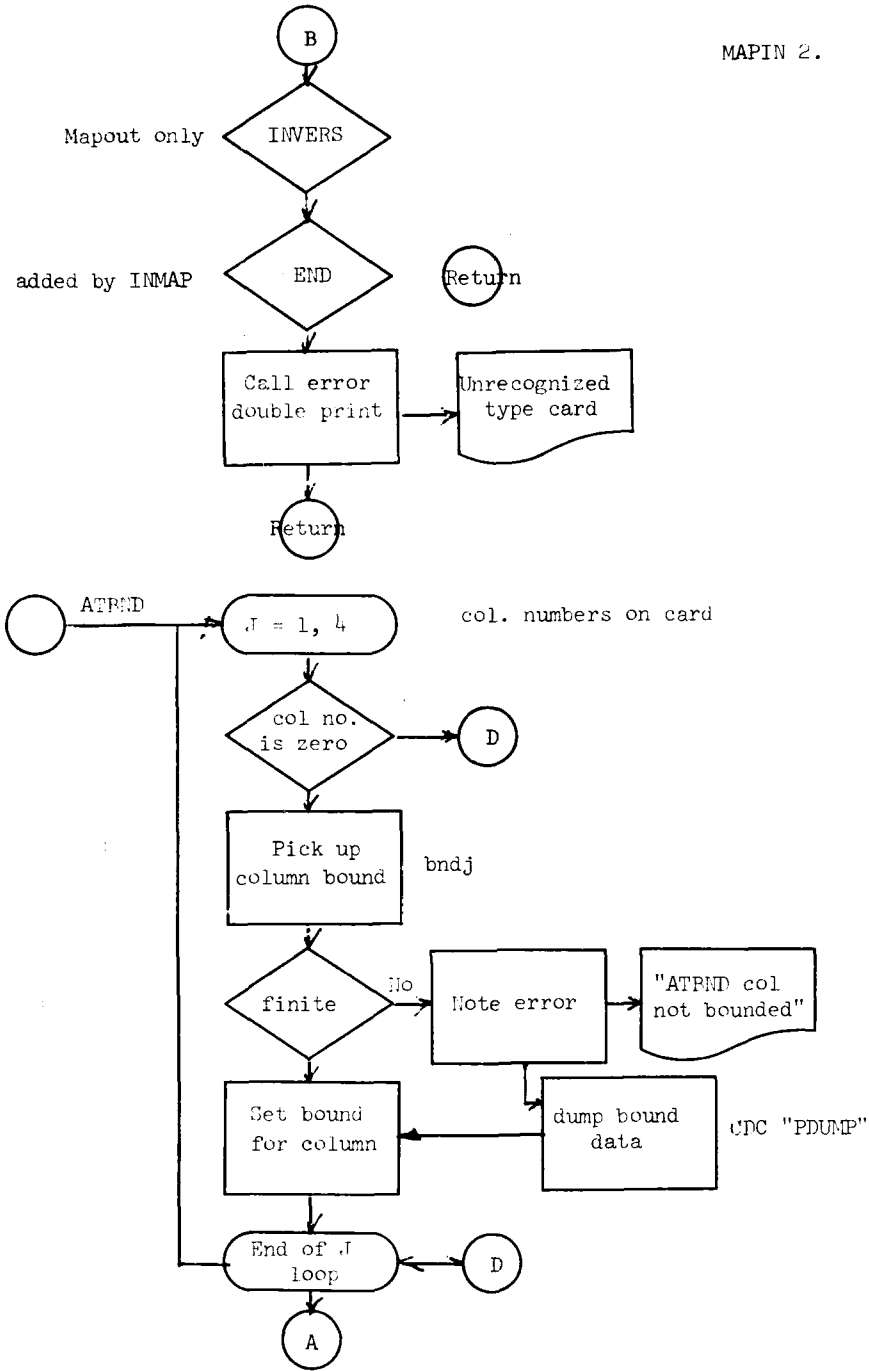 B
MAPIN 2.
Mapout only
INVERS
added by INMAP
END
Return
Call error
double print
Unrecognized
type card
Return
ATBND
J = 1, 4
col. numbers on card
col no.
is zero
D
Pick up
column bound
bndj
finite
No
Note error
"ATBND col
not bounded"
Set bound
for column
dump bound
data
CDC "PDUMP"
End of J
loop
D
A